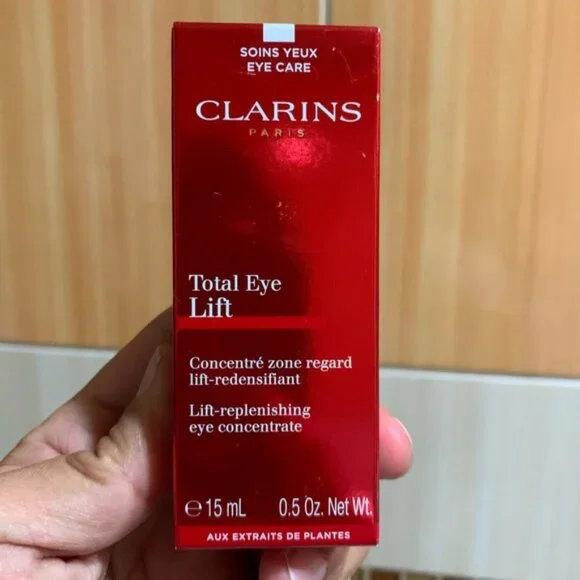 SOINS YEUX
EYE CARE
CLARINS
PARIS
Total Eye
Lift
Concentré zone regard
lift-redensifiant
Lift-replenishing
eye concentrate
℮ 15 mL 0.5 Oz. Net Wt.
AUX EXTRAITS DE PLANTES